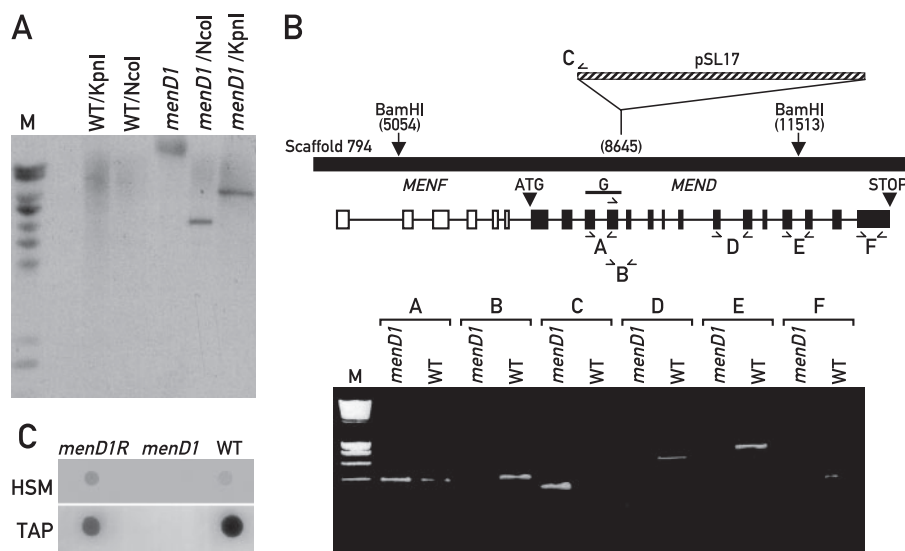 A
M
WT/KpnI
WT/NcoI
menD1
menD1/NcoI
menD1/KpnI
B
C
pSL17
BamHI
(5054)
BamHI
(11513)
(8645)
Scaffold 794
MENF
ATG
G
MEND
STOP
A
B
D
E
F
A
B
C
D
E
F
M
menD1
WT
menD1
WT
menD1
WT
menD1
WT
menD1
WT
menD1
WT
C
menD1R
menD1
WT
HSM
TAP